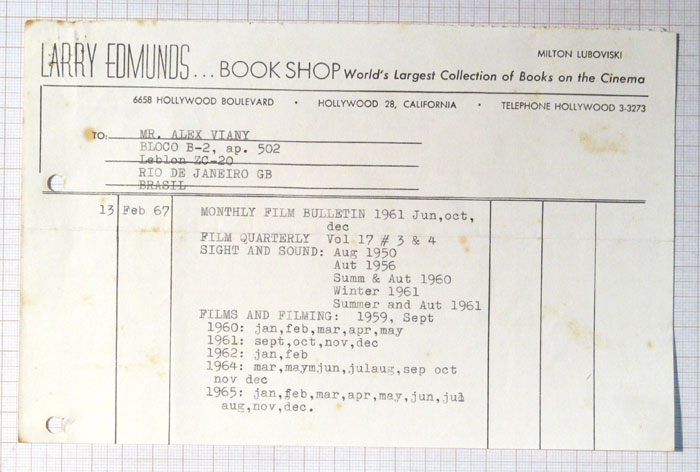 MILTON LUBOVISKI
LARRY EDMUNDS... BOOK SHOP World's Largest Collection of Books on the Cinema
6658 HOLLYWOOD BOULEVARD • HOLLYWOOD 28, CALIFORNIA • TELEPHONE HOLLYWOOD 3-3273
TO: MR. ALEX VIANY
BLOCO B-2, ap. 502
Leblon ZC-20
RIO DE JANEIRO GB
BRASIL
13 Feb 67 MONTHLY FILM BULLETIN 1961 Jun,oct,
dec
FILM QUARTERLY Vol 17 # 3 & 4
SIGHT AND SOUND: Aug 1950
Aut 1956
Summ & Aut 1960
Winter 1961
Summer and Aut 1961
FILMS AND FILMING: 1959, Sept
1960: jan,feb,mar,apr,may
1961: sept,oct,nov,dec
1962: jan,feb
1964: mar,maymjun,julaug,sep oct
nov dec
1965: jan,feb,mar,apr,may,jun,jul
aug,nov,dec.